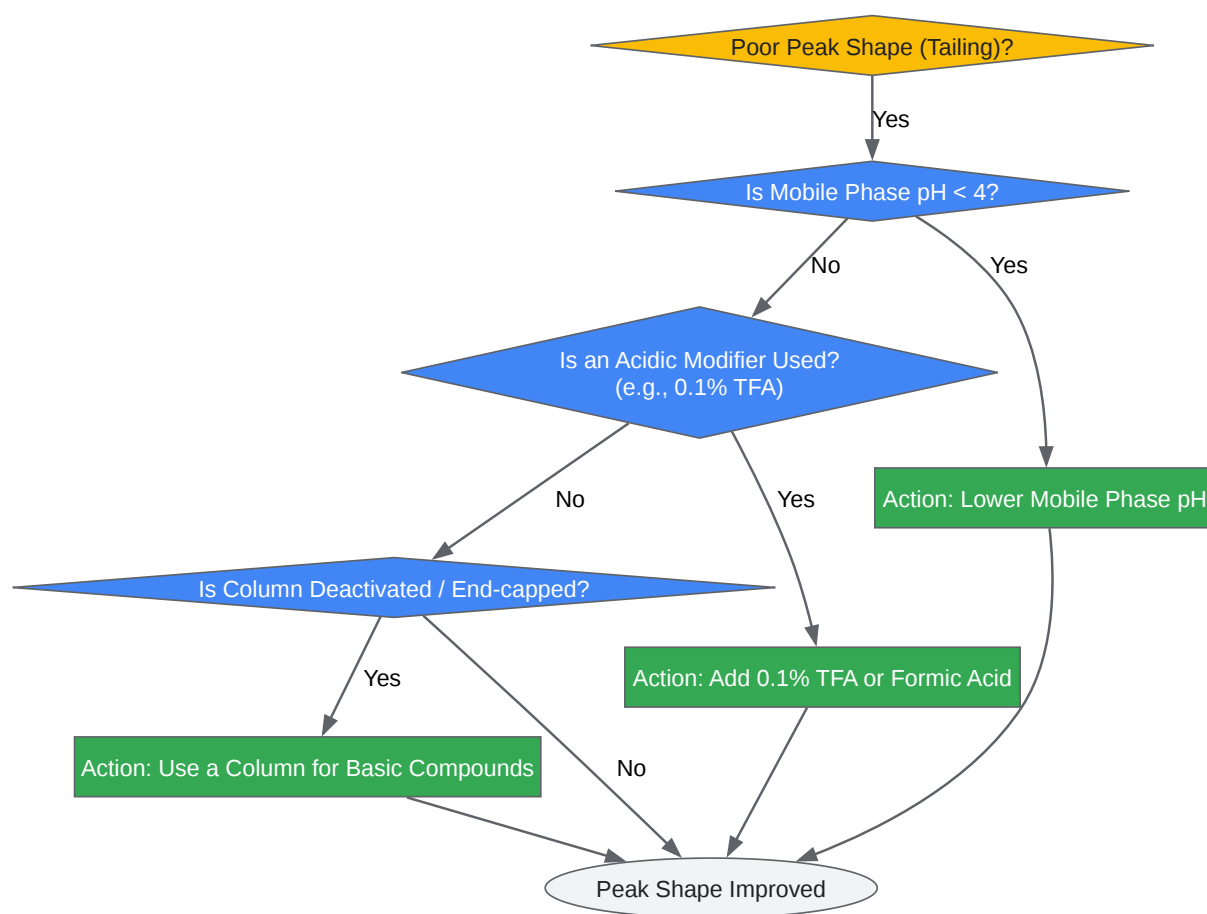 Poor Peak Shape (Tailing)?
Yes
Is Mobile Phase pH < 4?
No
Yes
Is an Acidic Modifier Used?
(e.g., 0.1% TFA)
No
Yes
Action: Lower Mobile Phase pH
Is Column Deactivated / End-capped?
Yes
Action: Add 0.1% TFA or Formic Acid
Action: Use a Column for Basic Compounds
No
Peak Shape Improved